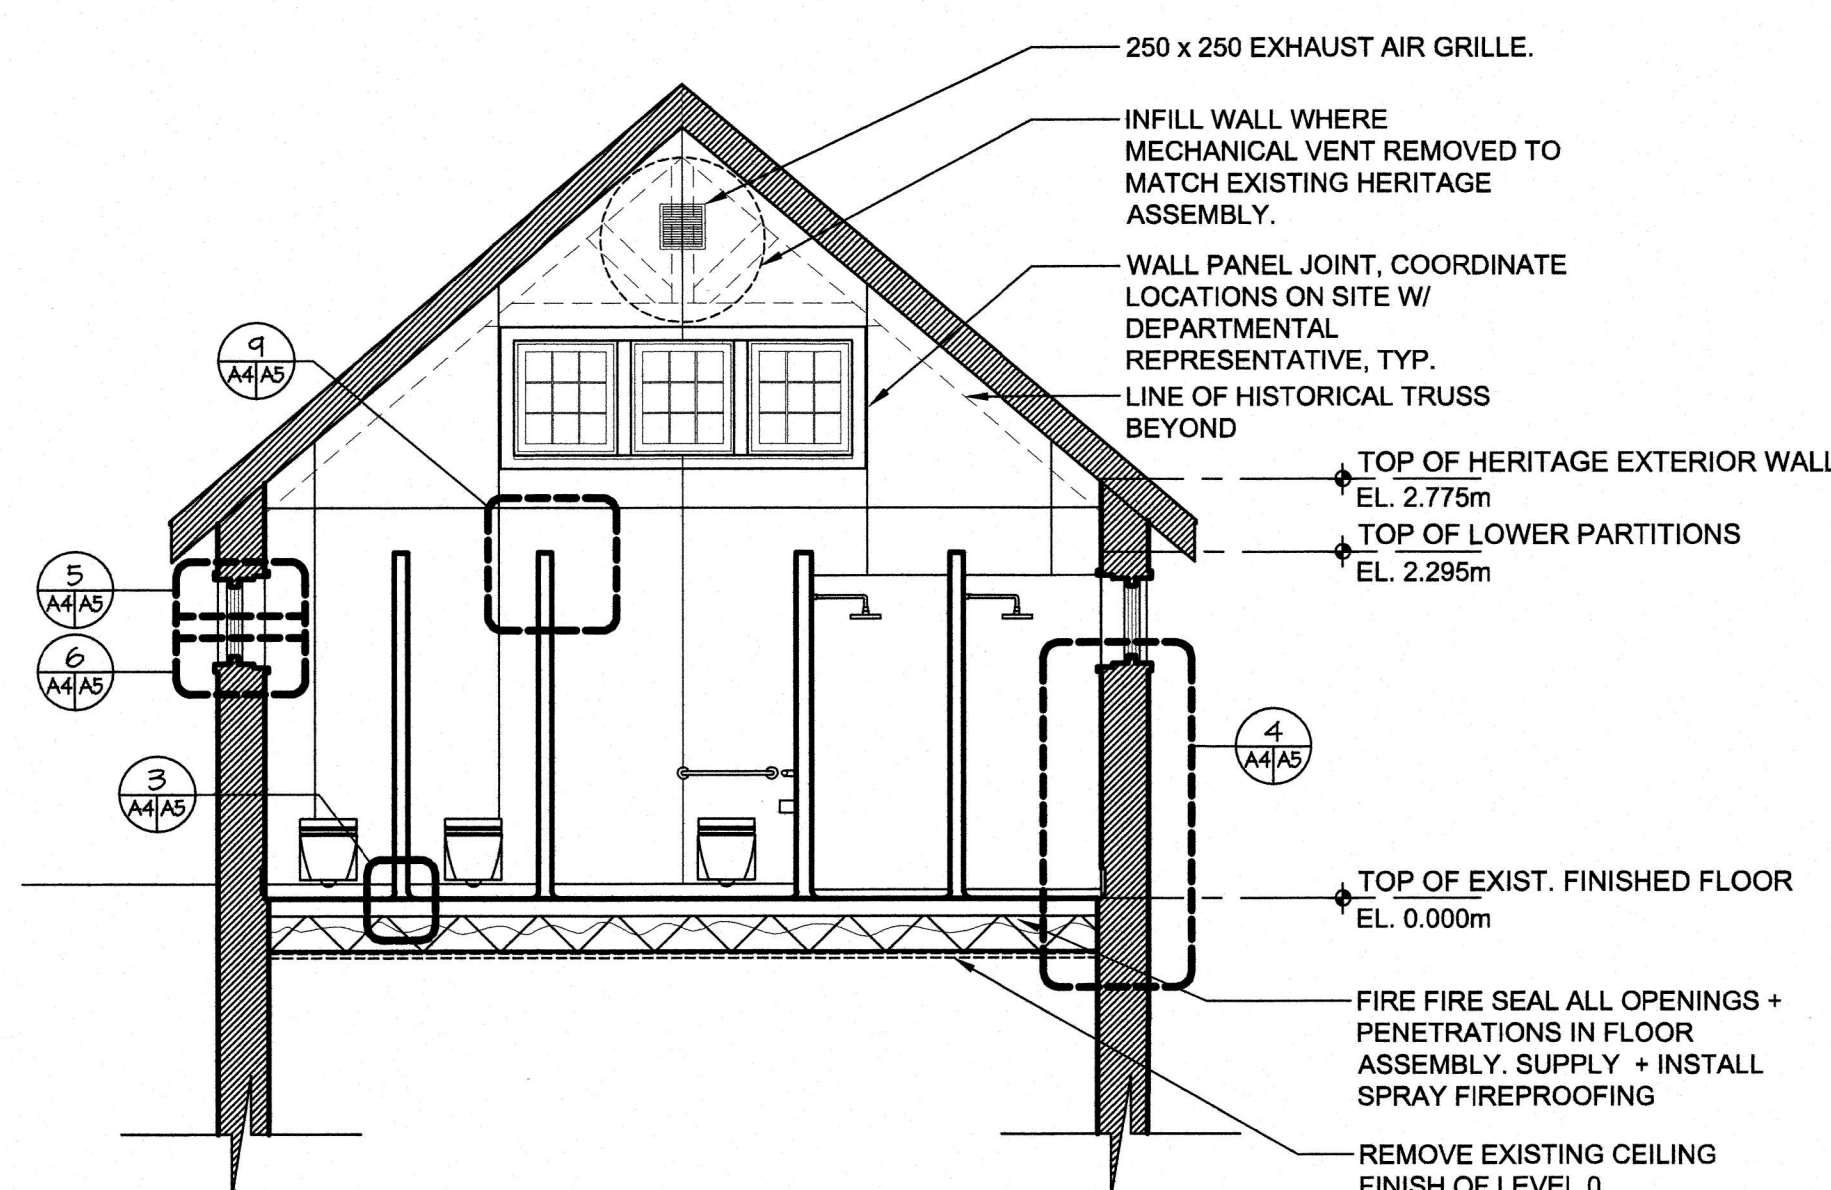 250 x 250 EXHAUST AIR GRILLE.
INFILL WALL WHERE
MECHANICAL VENT REMOVED TO
MATCH EXISTING HERITAGE
ASSEMBLY.
WALL PANEL JOINT, COORDINATE
LOCATIONS ON SITE W/
DEPARTMENTAL
REPRESENTATIVE, TYP.
LINE OF HISTORICAL TRUSS
BEYOND
9
A4 A5
TOP OF HERITAGE EXTERIOR WALL
EL. 2.775m
TOP OF LOWER PARTITIONS
EL. 2.295m
5
A4 A5
6
A4 A5
4
A4 A5
3
A4 A5
TOP OF EXIST. FINISHED FLOOR
EL. 0.000m
FIRE FIRE SEAL ALL OPENINGS +
PENETRATIONS IN FLOOR
ASSEMBLY. SUPPLY + INSTALL
SPRAY FIREPROOFING
REMOVE EXISTING CEILING
FINISH OF LEVEL 0